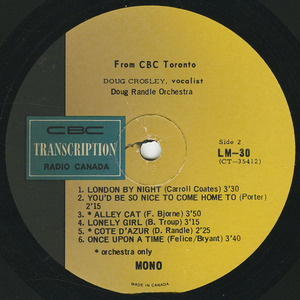 From CBC Toronto
DOUG CROSLEY, vocalist
Doug Randle Orchestra
CBC
TRANSCRIPTION
RADIO CANADA
Side 2
LM-30
(CT-35412)
1. LONDON BY NIGHT (Carroll Coates) 3'30
2. YOU'D BE SO NICE TO COME HOME TO (Porter)
2'15
3. * ALLEY CAT (F. Bjorne) 3'50
4. LONELY GIRL (B. Troup) 3'15
5. * COTE D'AZUR (D. Randle) 2'25
6. ONCE UPON A TIME (Felice/Bryant) 3'40
* orchestra only
MONO
MADE IN CANADA